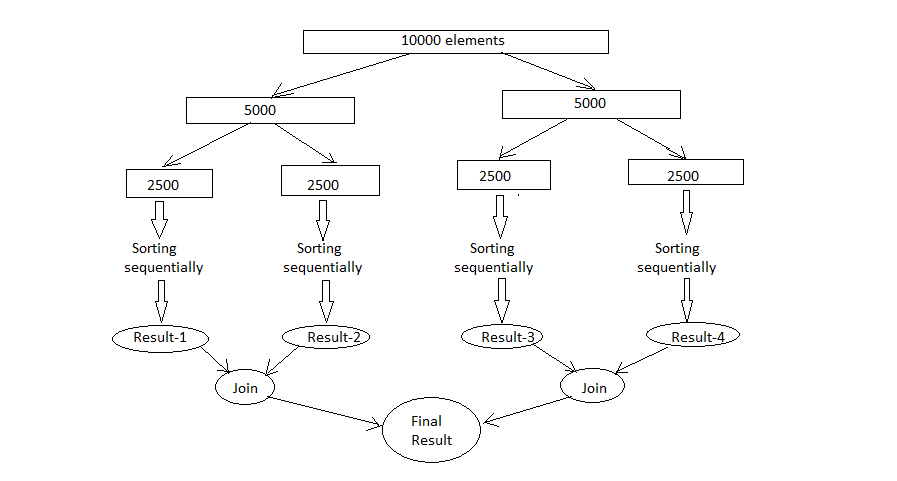 10000 elements
5000
5000
2500
2500
2500
2500
Sorting
sequentially
Sorting
sequentially
Sorting
sequentially
Sorting
sequentially
Result-1
Result-2
Result-3
Result-4
Join
Join
Final
Result